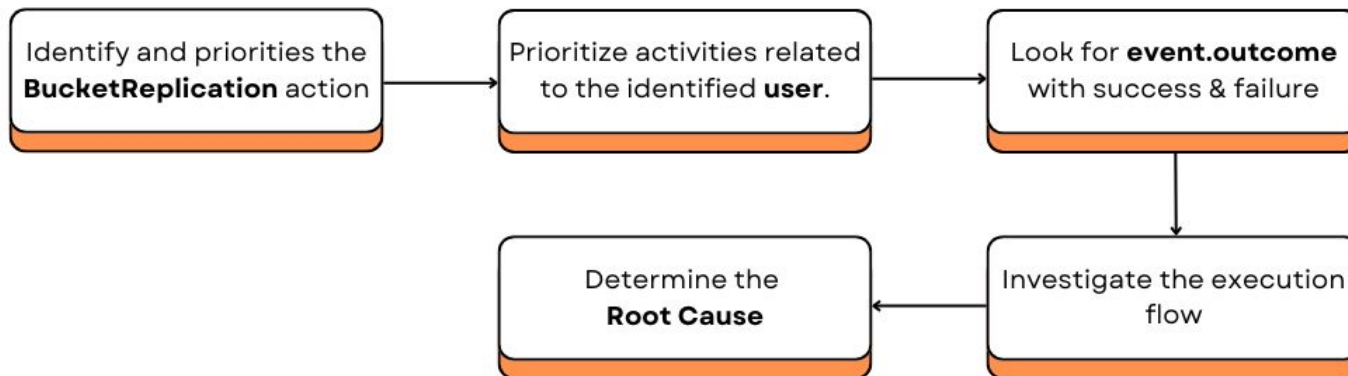 Identify and priorities the
BucketReplication action
Prioritize activities related
to the identified user.
Look for event.outcome
with success & failure
Investigate the execution
flow
Determine the
Root Cause